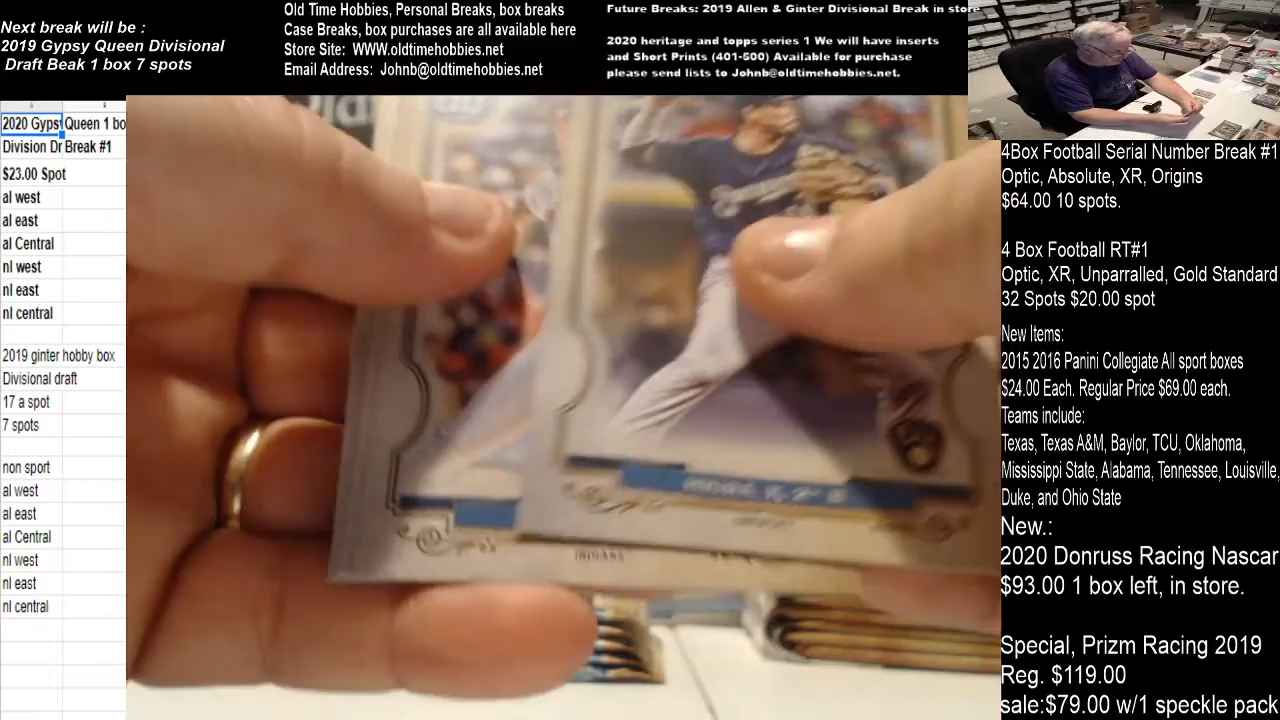 Next break will be :
2019 Gypsy Queen Divisional
Draft Beak 1 box 7 spots
Old Time Hobbies, Personal Breaks, box breaks
Case Breaks, box purchases are all available here
Store Site: WWW.oldtimehobbies.net
Email Address: Johnb@oldtimehobbies.net
Future Breaks: 2019 Allen & Ginter Divisional Break in store
2020 heritage and topps series 1 We will have inserts
and Short Prints (401-500) Available for purchase
please send lists to Johnb@oldtimehobbies.net.
2020 Gypsy Queen 1 bo
Division Dr Break #1
$23.00 Spot
al west
al east
al Central
nl west
nl east
nl central
2019 ginter hobby box
Divisional draft
17 a spot
7 spots
non sport
al west
al east
al Central
nl west
nl east
nl central
4Box Football Serial Number Break #1
Optic, Absolute, XR, Origins
$64.00 10 spots.
4 Box Football RT#1
Optic, XR, Unparralled, Gold Standard
32 Spots $20.00 spot
New Items:
2015 2016 Panini Collegiate All sport boxes
$24.00 Each. Regular Price $69.00 each.
Teams include:
Texas, Texas A&M, Baylor, TCU, Oklahoma,
Mississippi State, Alabama, Tennessee, Louisville,
Duke, and Ohio State
New.:
2020 Donruss Racing Nascar
$93.00 1 box left, in store.
Special, Prizm Racing 2019
Reg. $119.00
sale:$79.00 w/1 speckle pack